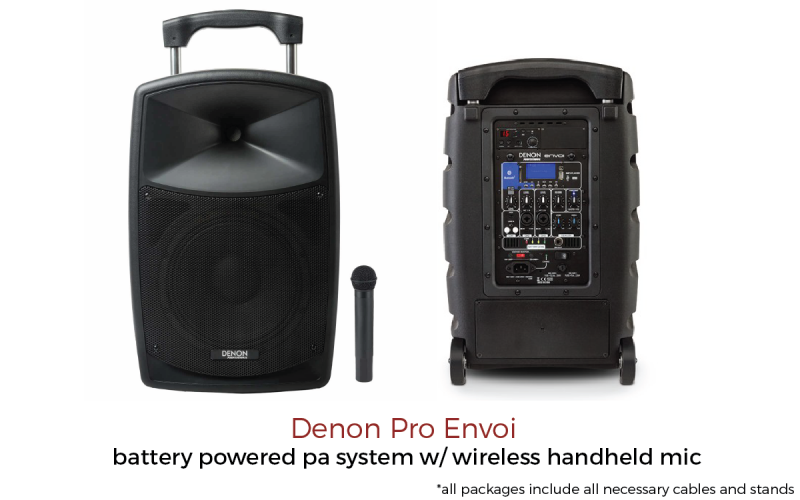 DENON
DENON envoi
Denon Pro Envoi
battery powered pa system w/ wireless handheld mic
*all packages include all necessary cables and stands